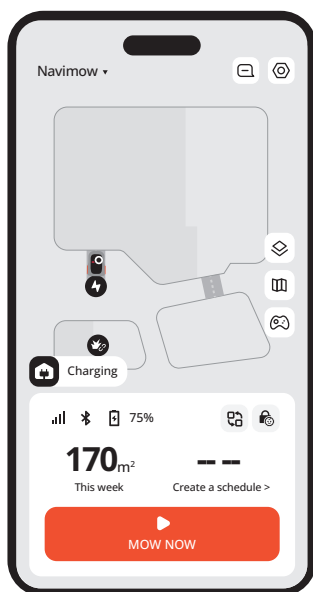 Navimow
Charging
75%
170m²
-- --
This week
Create a schedule >
MOW NOW